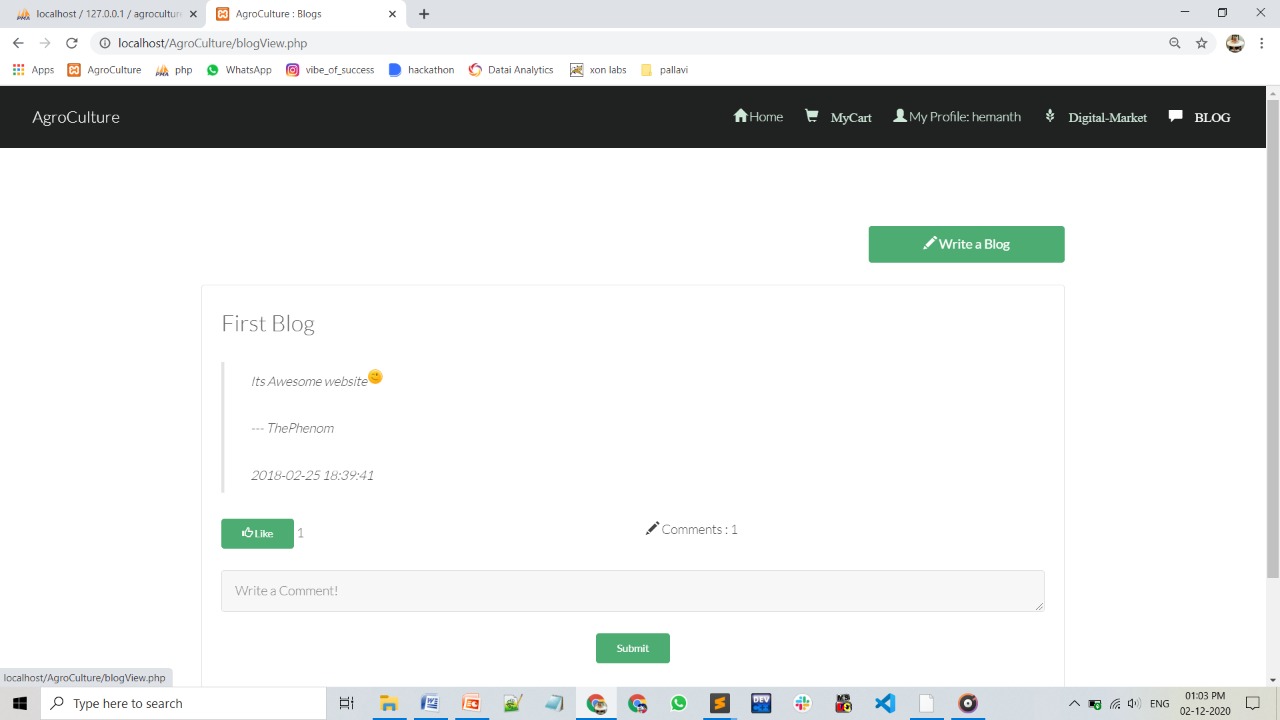 localhost / 127.0.0.1 / agroculture
AgroCulture : Blogs
localhost/AgroCulture/blogView.php
Apps AgroCulture php WhatsApp vibe_of_success hackathon Datai Analytics xon labs pallavi
AgroCulture Home MyCart My Profile: hemanth Digital-Market BLOG
Write a Blog
First Blog
Its Awesome website
--- ThePhenom
2018-02-25 18:39:41
Like 1 Comments : 1
Write a Comment!
Submit
localhost/AgroCulture/blogView.php
Type here to search
01:03 PM
02-12-2020